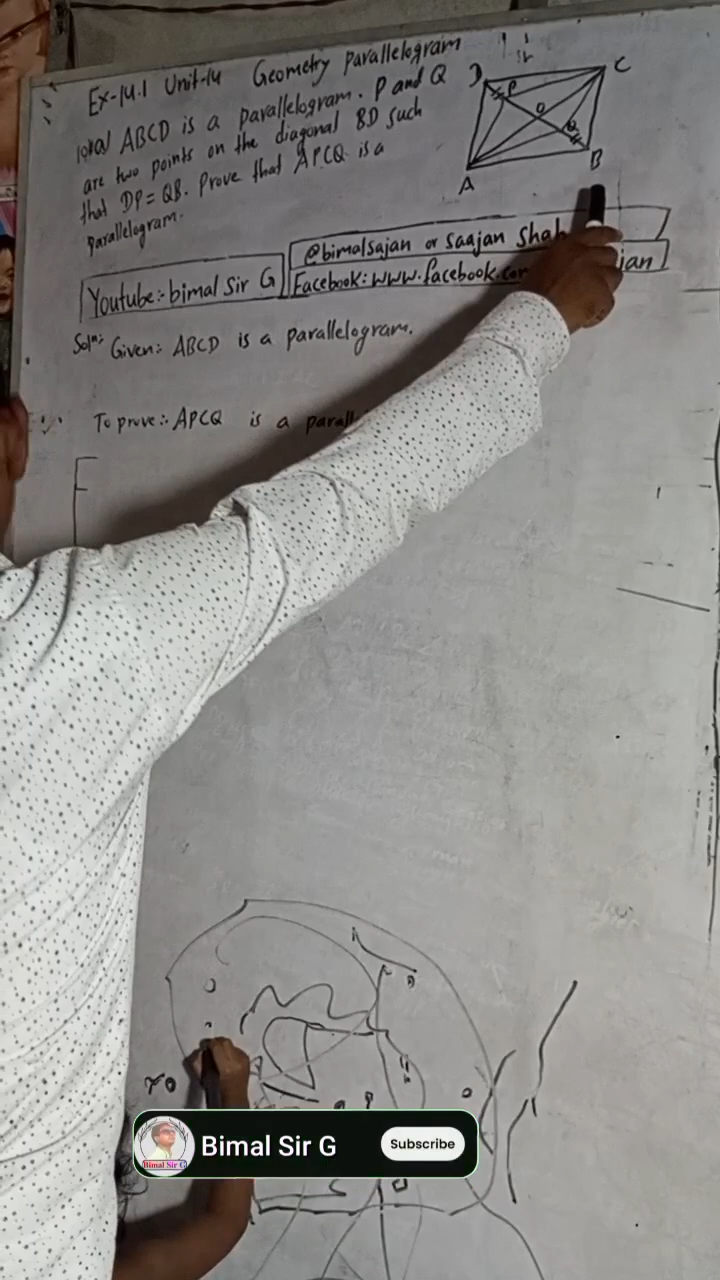 Ex-14.1 Unit-14 Geometry Parallelogram
10)(a) ABCD is a parallelogram. P and Q
are two points on the diagonal BD such
that DP = QB. Prove that APCQ is a
parallelogram.
D P C
O
Q
A B
Youtube:- bimal Sir G
@bimalsajan or Saajan Shah
Facebook: www.facebook.com
Solⁿ: Given: ABCD is a parallelogram.
To prove:- APCQ is a parall
Bimal Sir G
Bimal Sir G
Subscribe